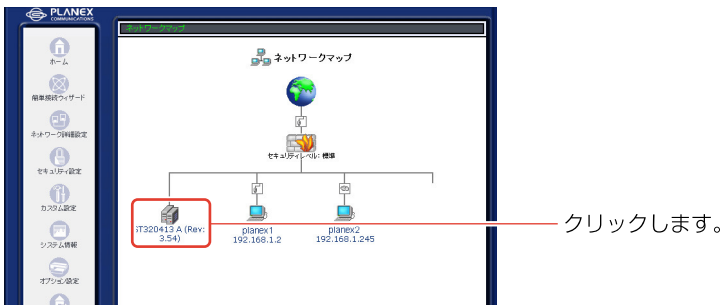 PLANEX
COMMUNICATIONS
ネットワークマップ
ホーム
簡単接続ウィザード
ネットワーク詳細設定
セキュリティ設定
カスタム設定
システム情報
オプション設定
ネットワークマップ
セキュリティレベル: 標準
ST320413 A (Rev:
3.54)
planex1
192.168.1.2
planex2
192.168.1.245
クリックします。